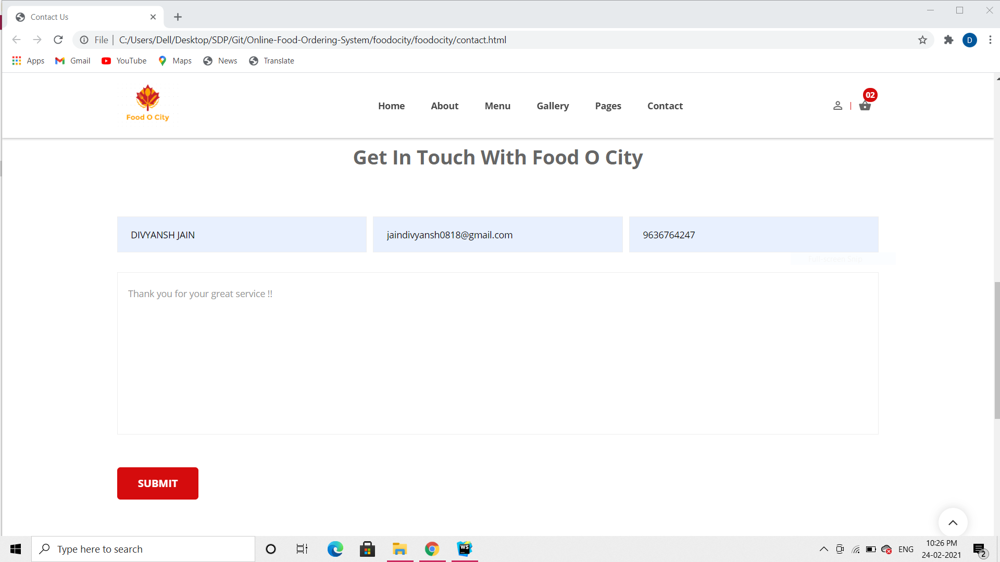 Contact Us
File | C:/Users/Dell/Desktop/SDP/Git/Online-Food-Ordering-System/foodocity/foodocity/contact.html
D
Apps Gmail YouTube Maps News Translate
Food O City
Home About Menu Gallery Pages Contact
02
Get In Touch With Food O City
DIVYANSH JAIN
jaindivyansh0818@gmail.com
9636764247
Full-screen Snip
Thank you for your great service !!
SUBMIT
Type here to search
WS
ENG
10:26 PM
24-02-2021
2